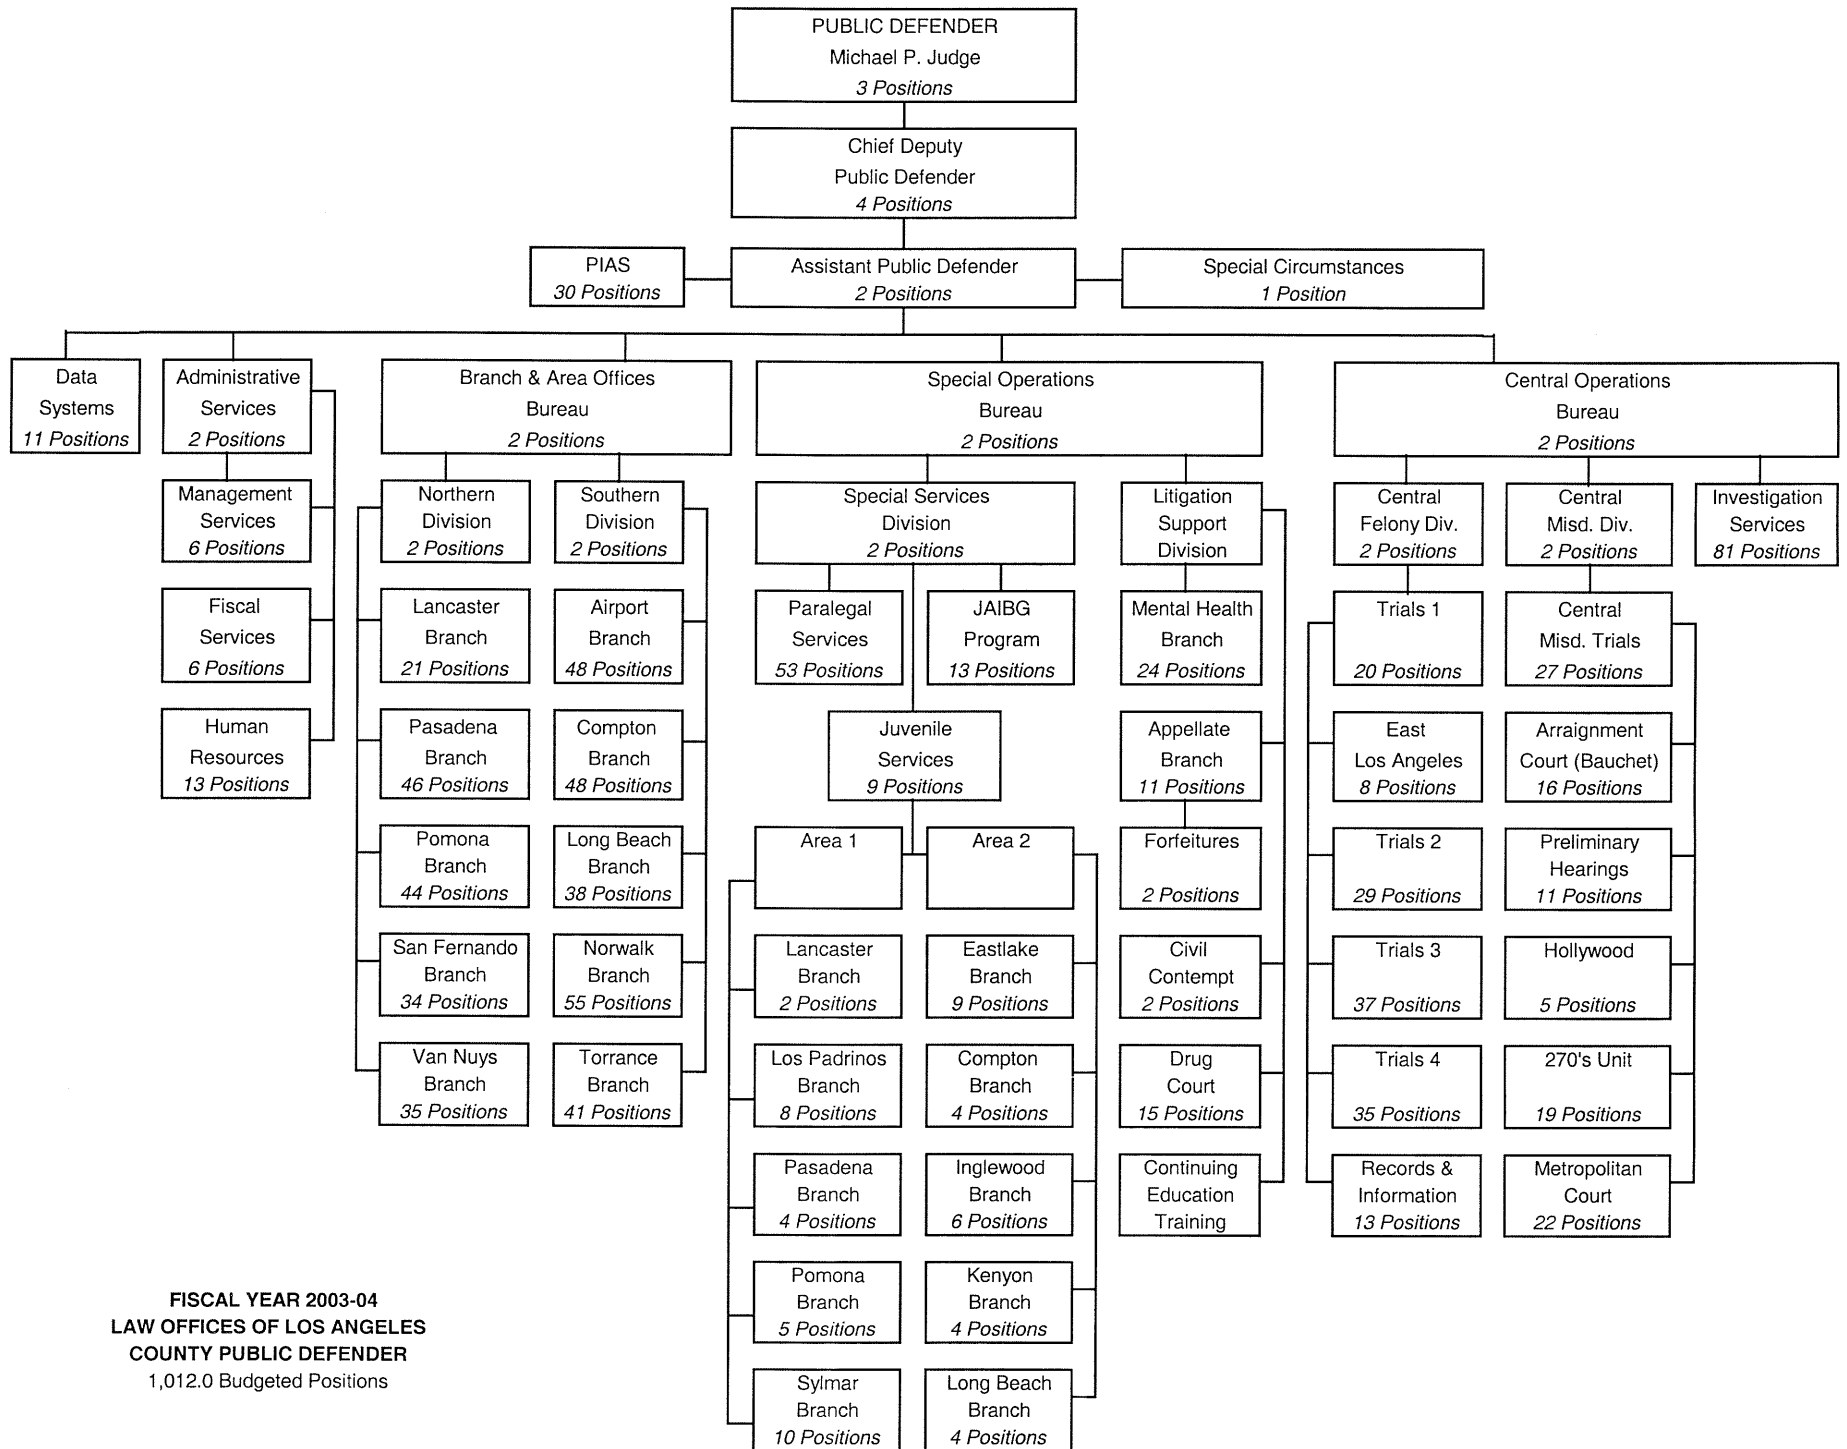 PUBLIC DEFENDER
Michael P. Judge
3 Positions
Chief Deputy
Public Defender
4 Positions
PIAS
30 Positions
Assistant Public Defender
2 Positions
Special Circumstances
1 Position
Data
Systems
11 Positions
Administrative
Services
2 Positions
Management
Services
6 Positions
Fiscal
Services
6 Positions
Human
Resources
13 Positions
Branch & Area Offices
Bureau
2 Positions
Northern
Division
2 Positions
Lancaster
Branch
21 Positions
Pasadena
Branch
46 Positions
Pomona
Branch
44 Positions
San Fernando
Branch
34 Positions
Van Nuys
Branch
35 Positions
Southern
Division
2 Positions
Airport
Branch
48 Positions
Compton
Branch
48 Positions
Long Beach
Branch
38 Positions
Norwalk
Branch
55 Positions
Torrance
Branch
41 Positions
Special Operations
Bureau
2 Positions
Special Services
Division
2 Positions
Paralegal
Services
53 Positions
JAIBG
Program
13 Positions
Juvenile
Services
9 Positions
Area 1
Lancaster
Branch
2 Positions
Los Padrinos
Branch
8 Positions
Pasadena
Branch
4 Positions
Pomona
Branch
5 Positions
Sylmar
Branch
10 Positions
Area 2
Eastlake
Branch
9 Positions
Compton
Branch
4 Positions
Inglewood
Branch
6 Positions
Kenyon
Branch
4 Positions
Long Beach
Branch
4 Positions
Litigation
Support
Division
Mental Health
Branch
24 Positions
Appellate
Branch
11 Positions
Forfeitures
2 Positions
Civil
Contempt
2 Positions
Drug
Court
15 Positions
Continuing
Education
Training
Central Operations
Bureau
2 Positions
Central
Felony Div.
2 Positions
Trials 1
20 Positions
East
Los Angeles
8 Positions
Trials 2
29 Positions
Trials 3
37 Positions
Trials 4
35 Positions
Records &
Information
13 Positions
Central
Misd. Div.
2 Positions
Central
Misd. Trials
27 Positions
Arraignment
Court (Bauchet)
16 Positions
Preliminary
Hearings
11 Positions
Hollywood
5 Positions
270's Unit
19 Positions
Metropolitan
Court
22 Positions
Investigation
Services
81 Positions
FISCAL YEAR 2003-04
LAW OFFICES OF LOS ANGELES
COUNTY PUBLIC DEFENDER
1,012.0 Budgeted Positions